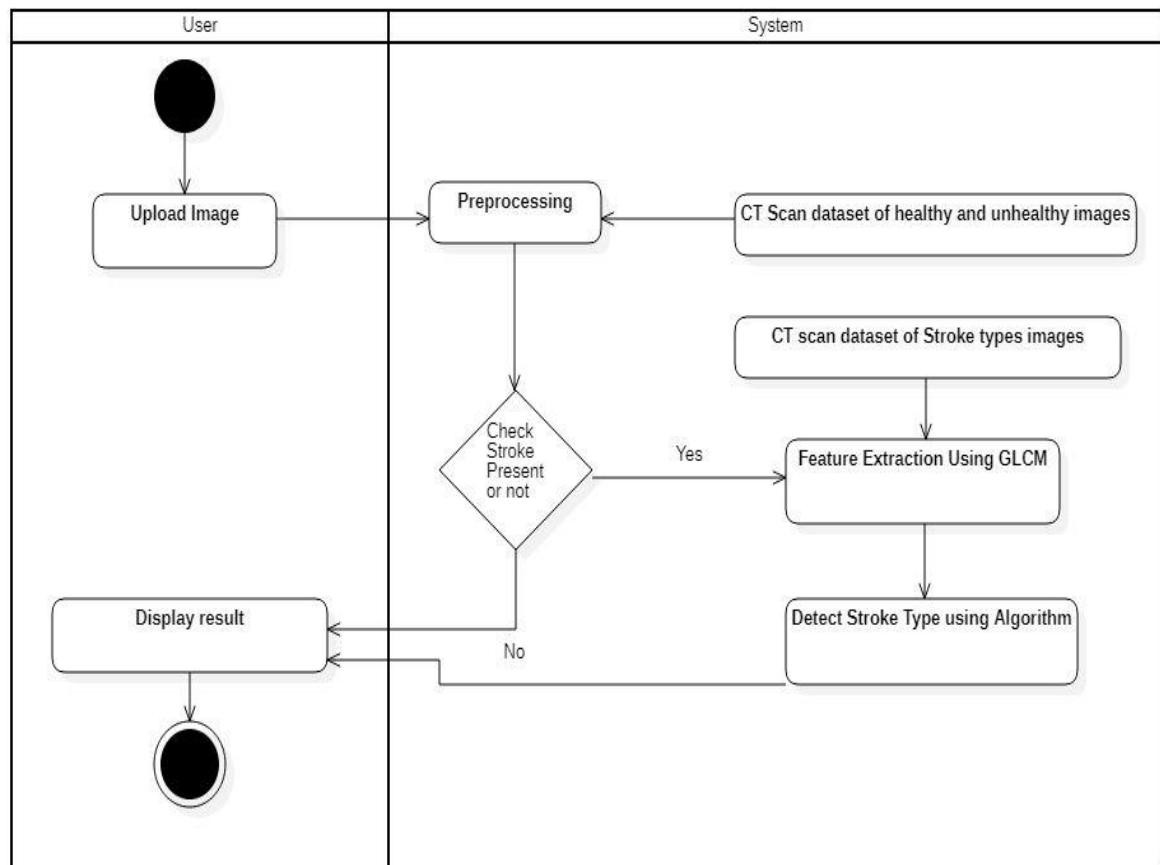 User
System
Upload Image
Preprocessing
CT Scan dataset of healthy and unhealthy images
CT scan dataset of Stroke types images
Check
Stroke
Present
or not
Yes
Feature Extraction Using GLCM
Display result
Detect Stroke Type using Algorithm
No